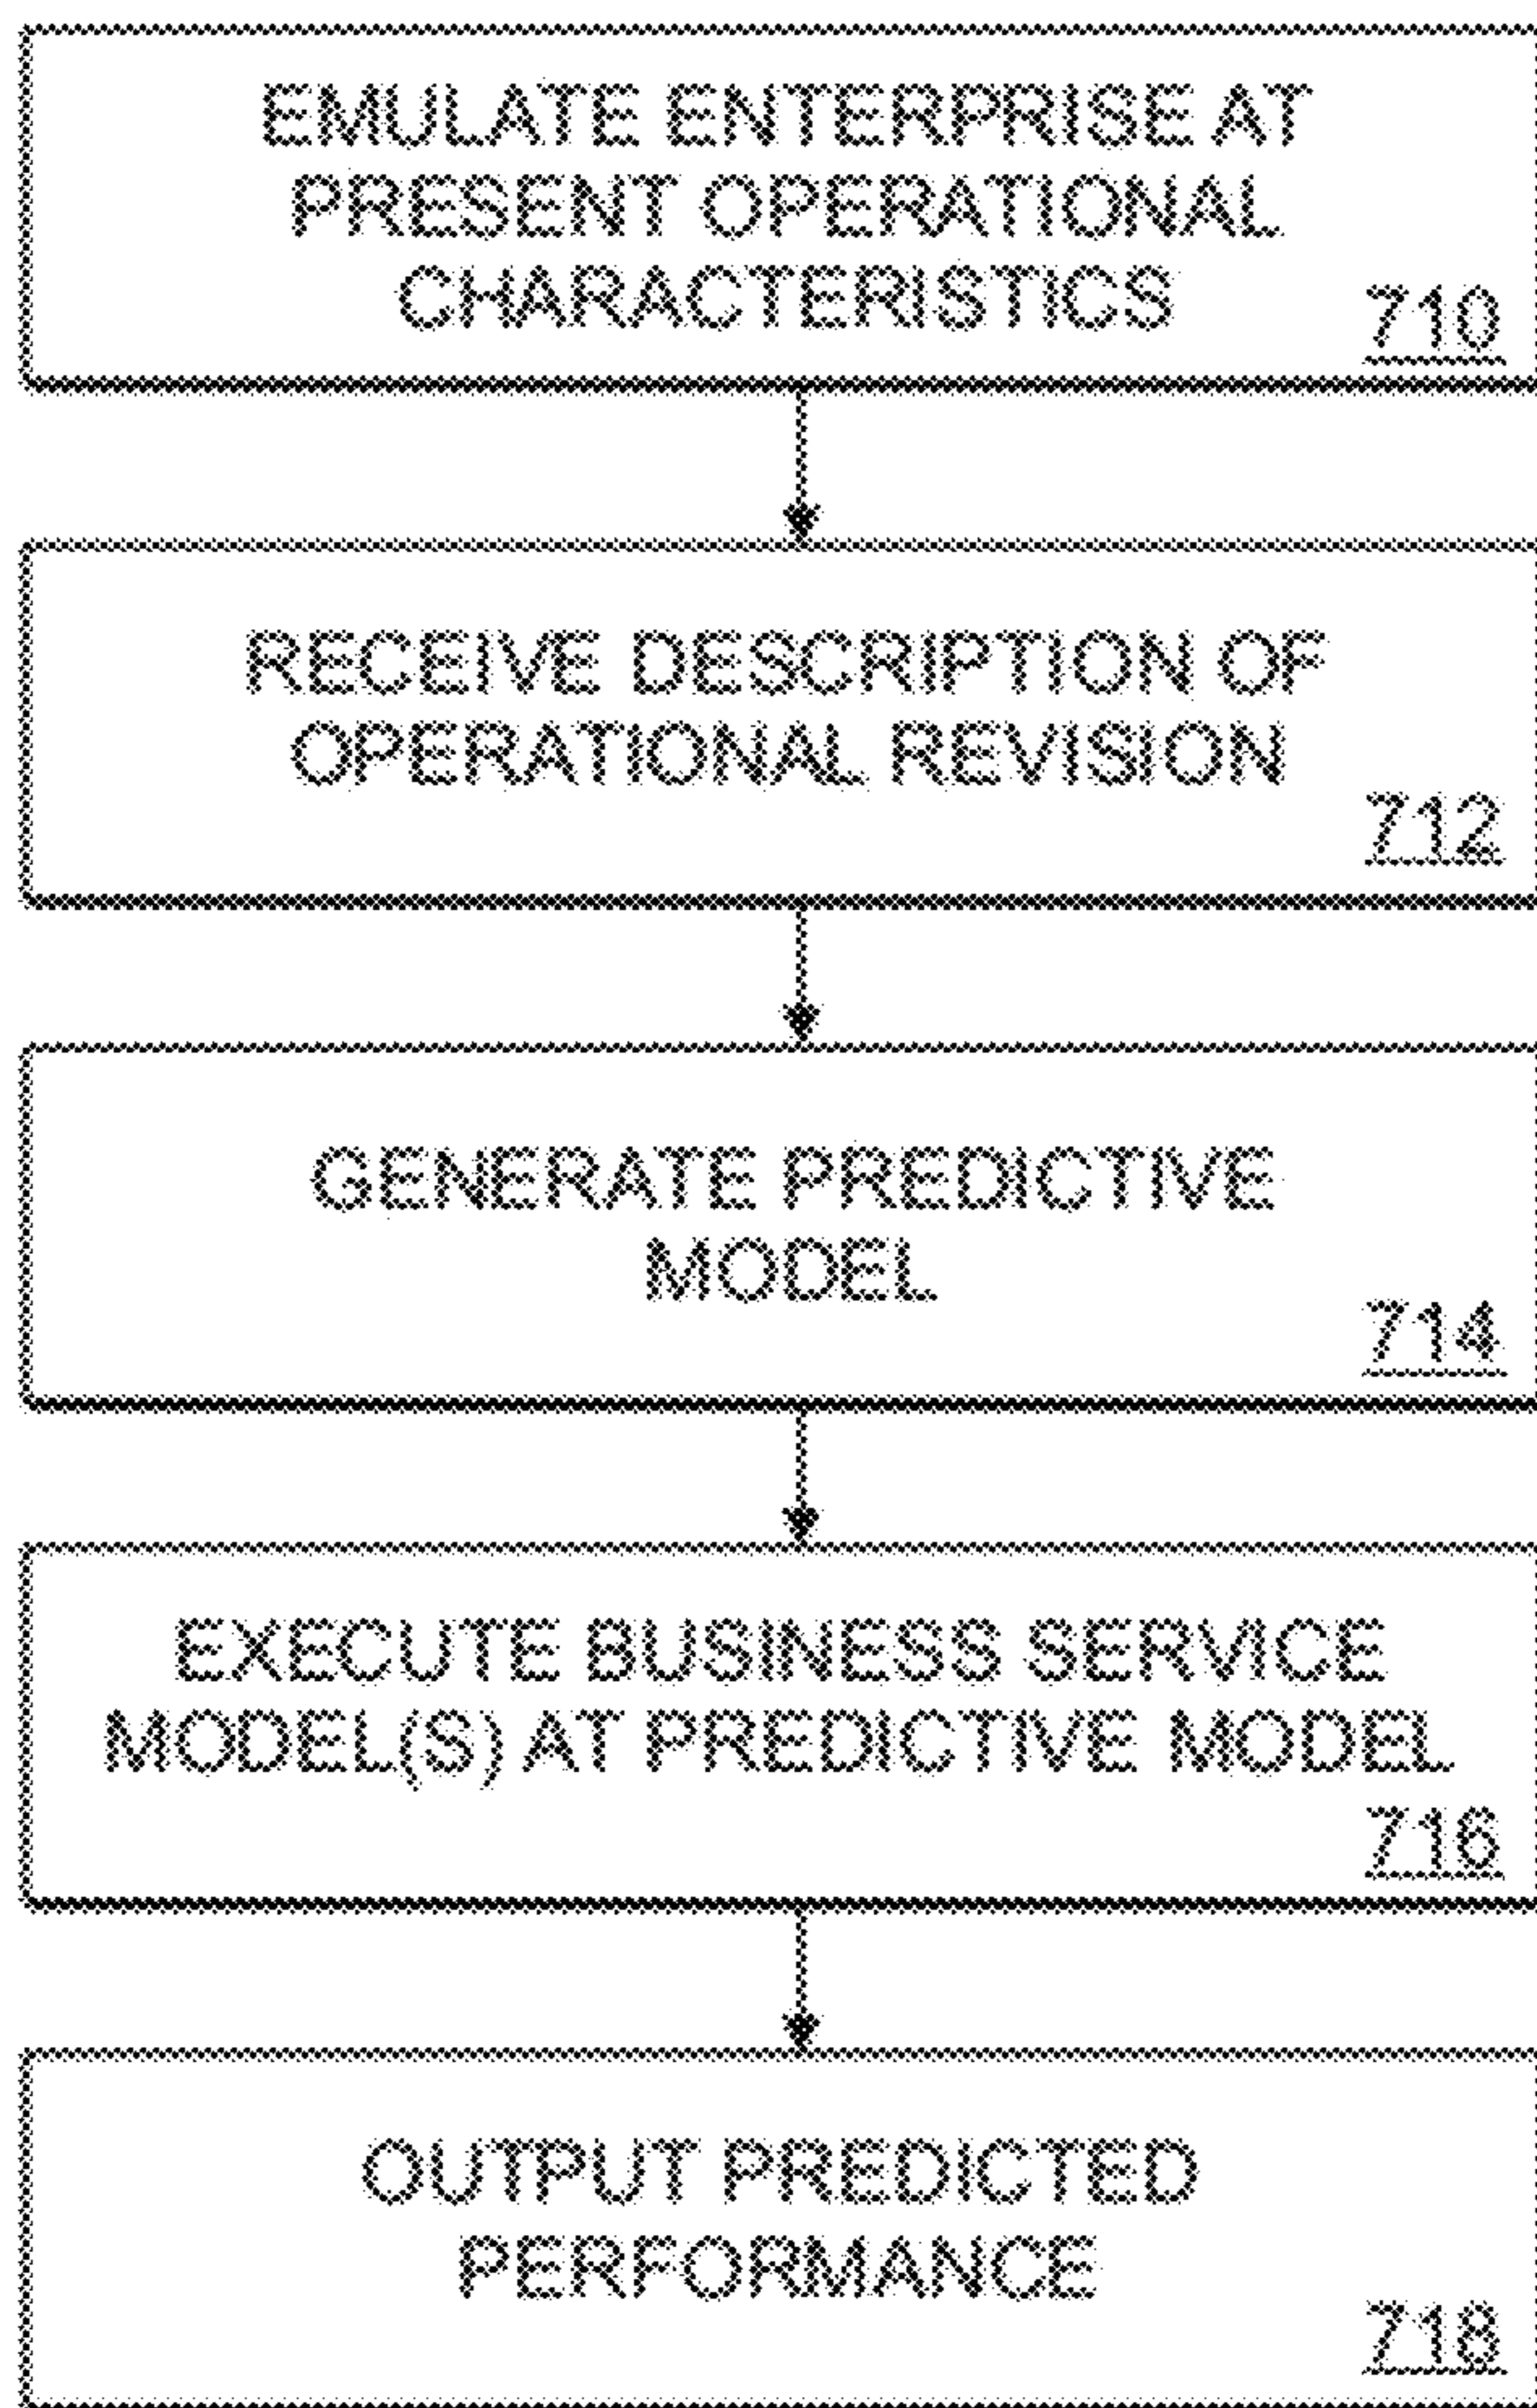 EMULATE ENTERPRISE AT
PRESENT OPERATIONAL
CHARACTERISTICS
710
RECEIVE DESCRIPTION OF
OPERATIONAL REVISION
712
GENERATE PREDICTIVE
MODEL
714
EXECUTE BUSINESS SERVICE
MODEL(S) AT PREDICTIVE MODEL
716
OUTPUT PREDICTED
PERFORMANCE
718